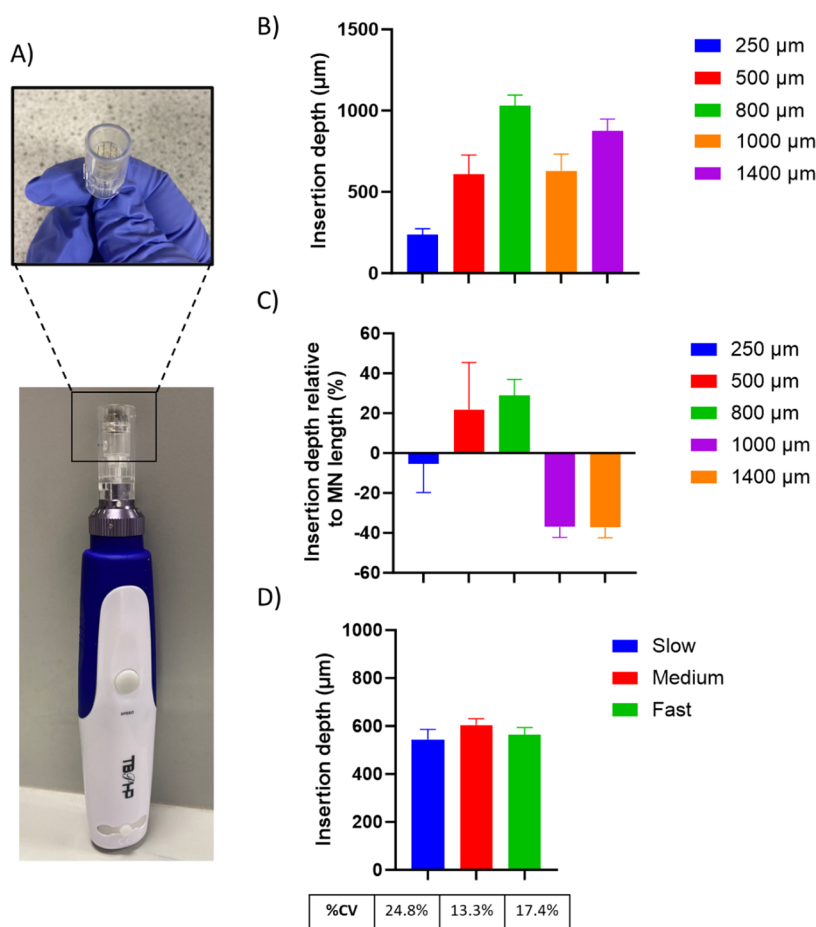 A)
SPEED
B)
Insertion depth (µm)
1500
1000
500
0
250 µm
500 µm
800 µm
1000 µm
1400 µm
C)
Insertion depth relative
to MN length (%)
60
40
20
0
-20
-40
-60
250 µm
500 µm
800 µm
1000 µm
1400 µm
D)
Insertion depth (µm)
1000
800
600
400
200
0
Slow
Medium
Fast
%CV 24.8% 13.3% 17.4%